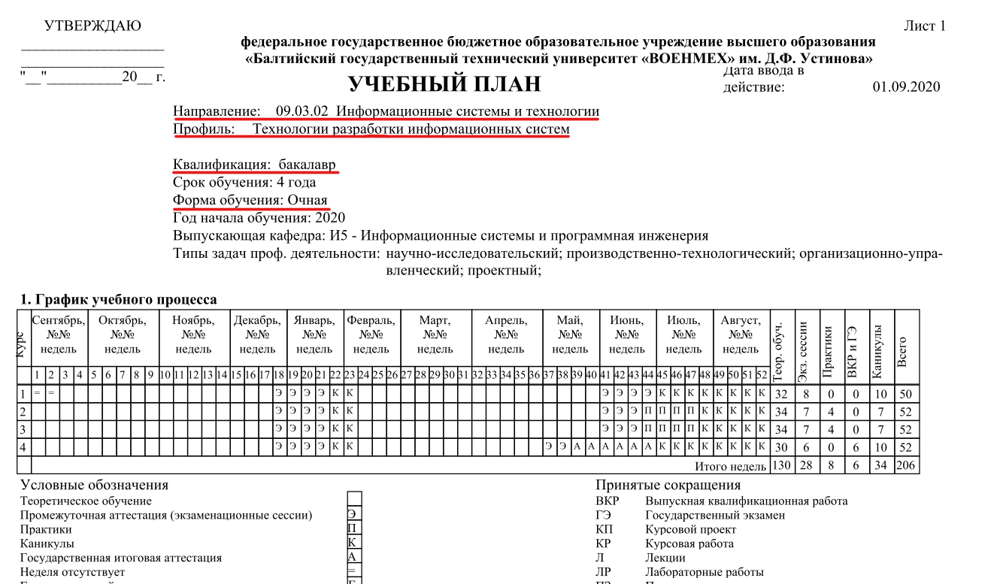 УТВЕРЖДАЮ
Лист 1
федеральное государственное бюджетное образовательное учреждение высшего образования
«Балтийский государственный технический университет «ВОЕНМЕХ» им. Д.Ф. Устинова»
"__"__________20__ г.
УЧЕБНЫЙ ПЛАН
Дата ввода в
действие: 01.09.2020
Направление: 09.03.02 Информационные системы и технологии
Профиль: Технологии разработки информационных систем
Квалификация: бакалавр
Срок обучения: 4 года
Форма обучения: Очная
Год начала обучения: 2020
Выпускающая кафедра: И5 - Информационные системы и программная инженерия
Типы задач проф. деятельности: научно-исследовательский; производственно-технологический; организационно-упра-
вленческий; проектный;
1. График учебного процесса
Курс Сентябрь, №№ недель Октябрь, №№ недель Ноябрь, №№ недель Декабрь, №№ недель Январь, №№ недель Февраль, №№ недель Март, №№ недель Апрель, №№ недель Май, №№ недель Июнь, №№ недель Июль, №№ недель Август, №№ недель Теор. обуч. Экз. сессии Практики ВКР и ГЭ Каникулы Всего
1 2 3 4 5 6 7 8 9 10 11 12 13 14 15 16 17 18 19 20 21 22 23 24 25 26 27 28 29 30 31 32 33 34 35 36 37 38 39 40 41 42 43 44 45 46 47 48 49 50 51 52
1 = = Э Э Э Э К К Э Э Э Э К К К К К К К К 32 8 0 0 10 50
2 Э Э Э Э К К Э Э Э П П П П К К К К К 34 7 4 0 7 52
3 Э Э Э Э К К Э Э Э П П П П К К К К К 34 7 4 0 7 52
4 Э Э Э Э К К Э Э А А А А А А К К К К К К К К 30 6 0 6 10 52
Итого недель 130 28 8 6 34 206
Условные обозначения
Теоретическое обучение
Промежуточная аттестация (экзаменационные сессии) Э
Практики П
Каникулы К
Государственная итоговая аттестация А
Неделя отсутствует =
Принятые сокращения
ВКР Выпускная квалификационная работа
ГЭ Государственный экзамен
КП Курсовой проект
КР Курсовая работа
Л Лекции
ЛР Лабораторные работы